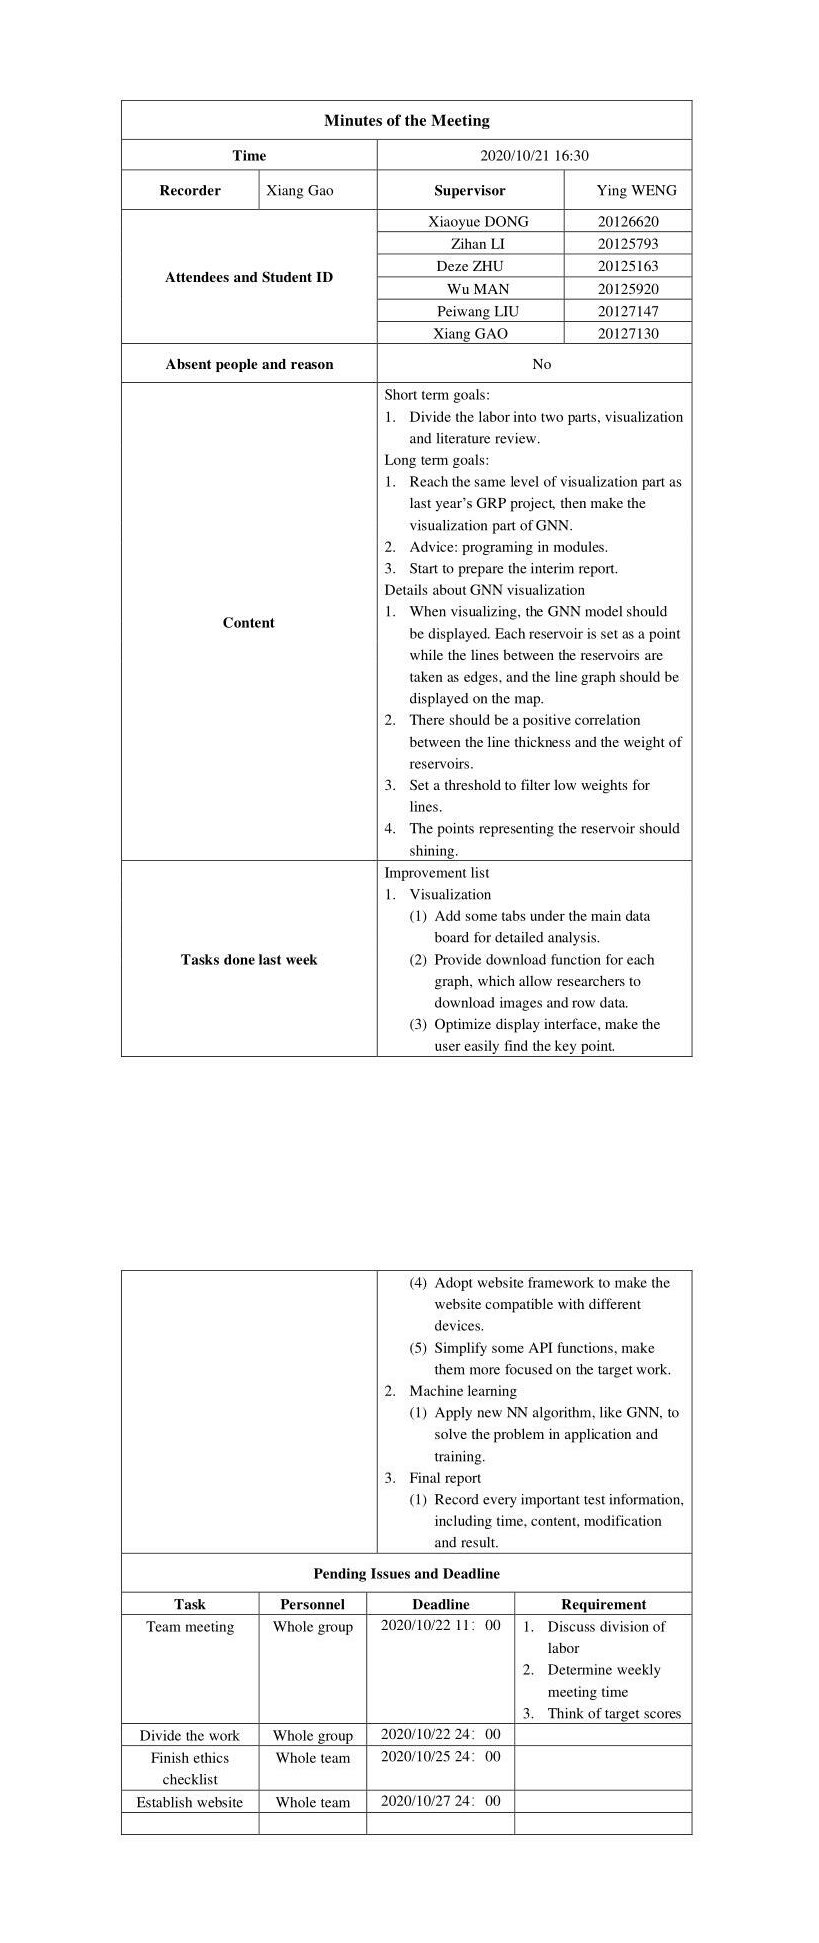 Minutes of the Meeting
Time 2020/10/21 16:30
Recorder Xiang Gao Supervisor Ying WENG
Attendees and Student ID
Xiaoyue DONG 20126620
Zihan LI 20125793
Deze ZHU 20125163
Wu MAN 20125920
Peiwang LIU 20127147
Xiang GAO 20127130
Absent people and reason No
Content
Short term goals:
1. Divide the labor into two parts, visualization
and literature review.
Long term goals:
1. Reach the same level of visualization part as
last year’s GRP project, then make the
visualization part of GNN.
2. Advice: programing in modules.
3. Start to prepare the interim report.
Details about GNN visualization
1. When visualizing, the GNN model should
be displayed. Each reservoir is set as a point
while the lines between the reservoirs are
taken as edges, and the line graph should be
displayed on the map.
2. There should be a positive correlation
between the line thickness and the weight of
reservoirs.
3. Set a threshold to filter low weights for
lines.
4. The points representing the reservoir should
shining.
Tasks done last week
Improvement list
1. Visualization
(1) Add some tabs under the main data
board for detailed analysis.
(2) Provide download function for each
graph, which allow researchers to
download images and row data.
(3) Optimize display interface, make the
user easily find the key point.
(4) Adopt website framework to make the
website compatible with different
devices.
(5) Simplify some API functions, make
them more focused on the target work.
2. Machine learning
(1) Apply new NN algorithm, like GNN, to
solve the problem in application and
training.
3. Final report
(1) Record every important test information,
including time, content, modification
and result.
Pending Issues and Deadline
Task Personnel Deadline Requirement
Team meeting Whole group 2020/10/22 11：00 1. Discuss division of
labor
2. Determine weekly
meeting time
3. Think of target scores
Divide the work Whole group 2020/10/22 24：00
Finish ethics Whole team 2020/10/25 24：00
checklist
Establish website Whole team 2020/10/27 24：00